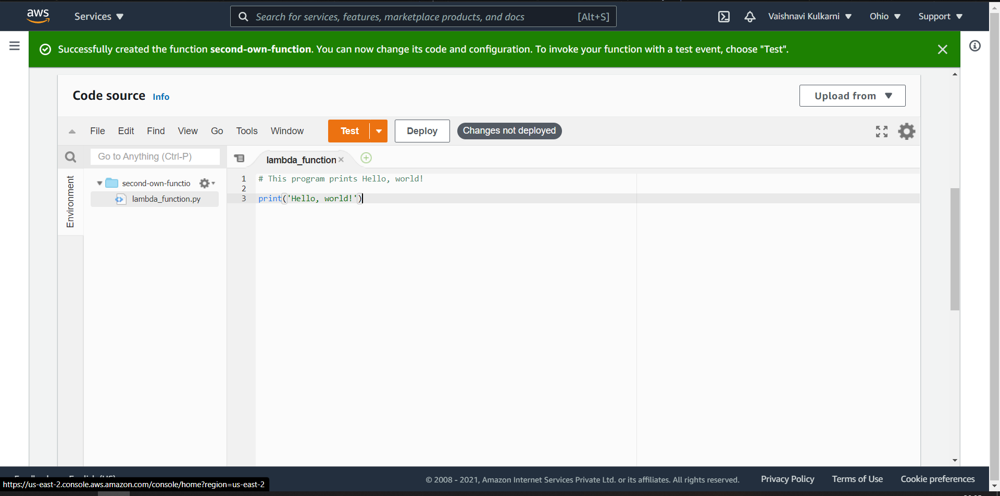 aws
Services
Search for services, features, marketplace products, and docs [Alt+S]
Vaishnavi Kulkarni
Ohio
Support
Successfully created the function second-own-function. You can now change its code and configuration. To invoke your function with a test event, choose "Test".
Code source Info
Upload from
File Edit Find View Go Tools Window
Test
Deploy
Changes not deployed
Go to Anything (Ctrl-P)
lambda_function
Environment
second-own-functio
lambda_function.py
1 # This program prints Hello, world!
2
3 print('Hello, world!')
© 2008 - 2021, Amazon Internet Services Private Ltd. or its affiliates. All rights reserved.
Privacy Policy
Terms of Use
Cookie preferences
https://us-east-2.console.aws.amazon.com/console/home?region=us-east-2